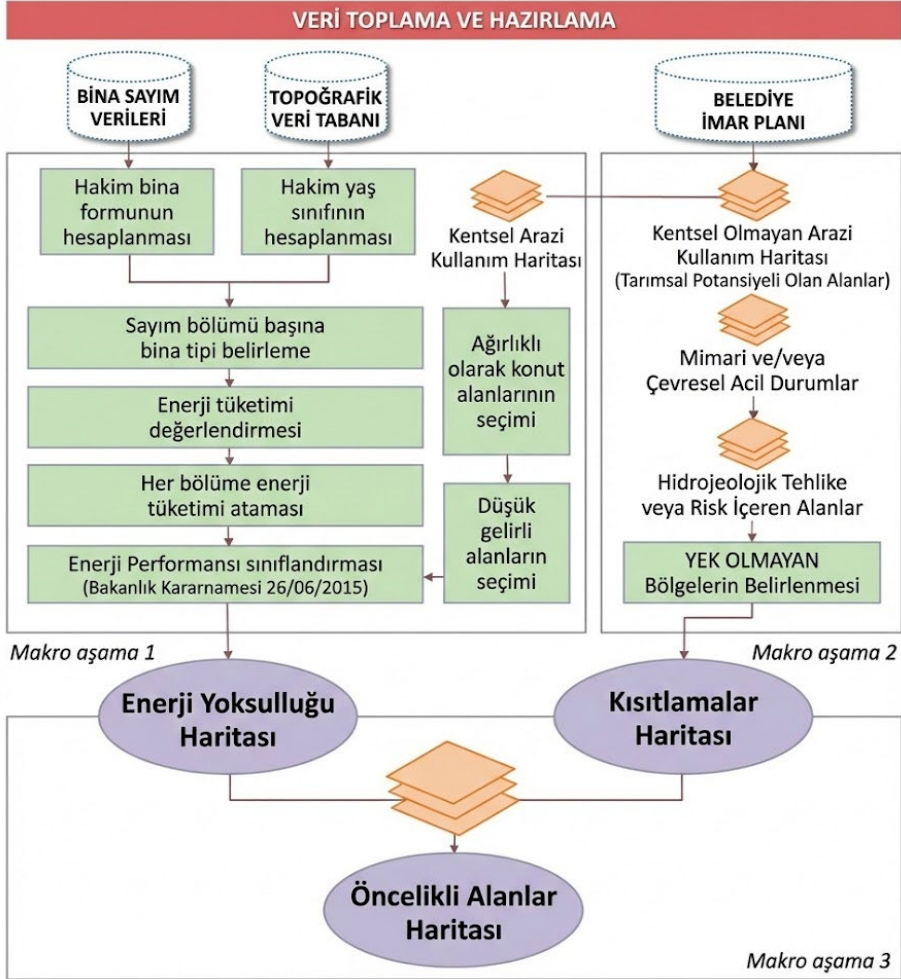 VERİ TOPLAMA VE HAZIRLAMA
BİNA SAYIM
VERİLERİ
TOPOĞRAFİK
VERİ TABANI
BELEDİYE
İMAR PLANI
Hakim bina
formunun
hesaplanması
Hakim yaş
sınıfının
hesaplanması
Kentsel Arazi
Kullanım Haritası
Kentsel Olmayan Arazi
Kullanım Haritası
(Tarımsal Potansiyeli Olan Alanlar)
Sayım bölümü başına
bina tipi belirleme
Ağırlıklı
olarak konut
alanlarının
seçimi
Mimari ve/veya
Çevresel Acil Durumlar
Enerji tüketimi
değerlendirmesi
Her bölüme enerji
tüketimi ataması
Hidrojeolojik Tehlike
veya Risk İçeren Alanlar
Düşük
gelirli
alanların
seçimi
Enerji Performansı sınıflandırması
(Bakanlık Kararnamesi 26/06/2015)
YEK OLMAYAN
Bölgelerin Belirlenmesi
Makro aşama 1
Makro aşama 2
Enerji Yoksulluğu
Haritası
Kısıtlamalar
Haritası
Öncelikli Alanlar
Haritası
Makro aşama 3